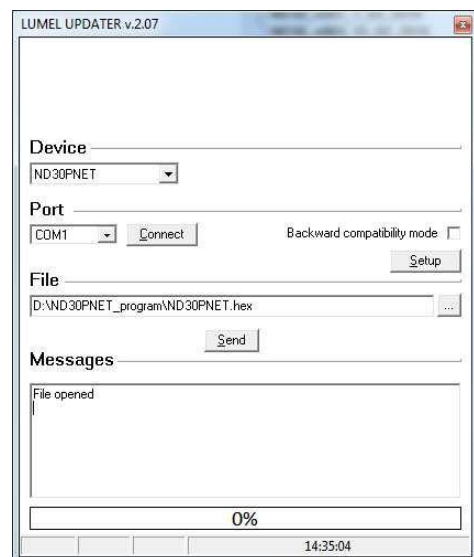 LUMEL UPDATER v.2.07
Device
ND30PNET
Port
COM1 Connect Backward compatibility mode
Setup
File
D:\ND30PNET_program\ND30PNET.hex ...
Send
Messages
File opened
0%
14:35:04